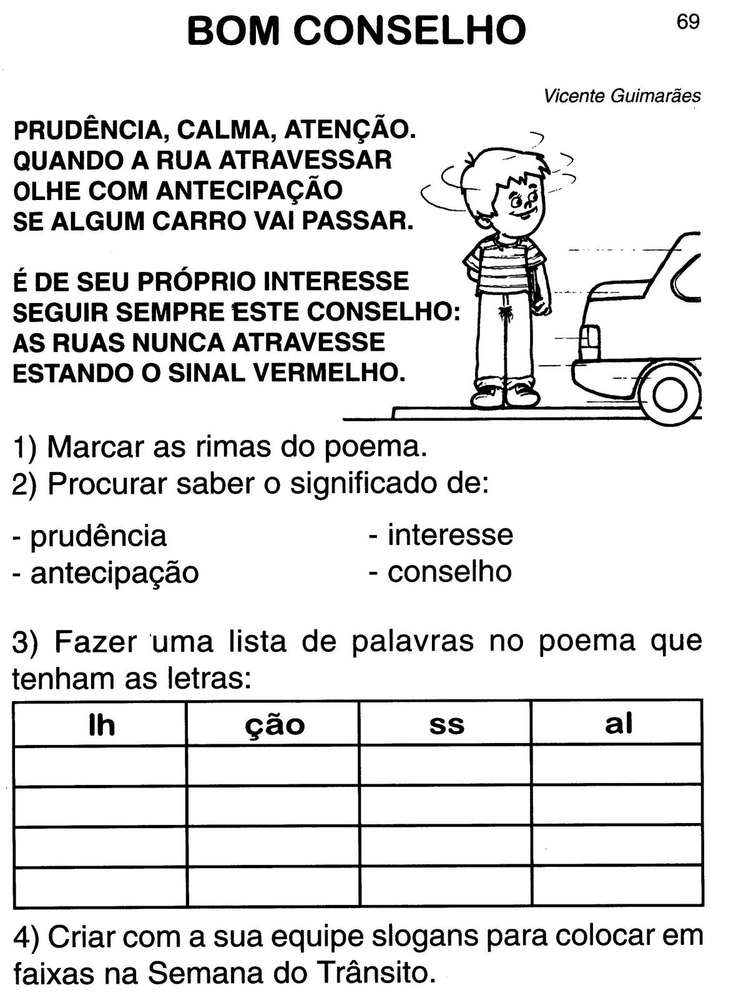 BOM CONSELHO
69
Vicente Guimarães
PRUDÊNCIA, CALMA, ATENÇÃO.
QUANDO A RUA ATRAVESSAR
OLHE COM ANTECIPAÇÃO
SE ALGUM CARRO VAI PASSAR.
É DE SEU PRÓPRIO INTERESSE
SEGUIR SEMPRE ESTE CONSELHO:
AS RUAS NUNCA ATRAVESSE
ESTANDO O SINAL VERMELHO.
1) Marcar as rimas do poema.
2) Procurar saber o significado de:
- prudência - interesse
- antecipação - conselho
3) Fazer uma lista de palavras no poema que
tenham as letras:
lh ção ss al
4) Criar com a sua equipe slogans para colocar em
faixas na Semana do Trânsito.